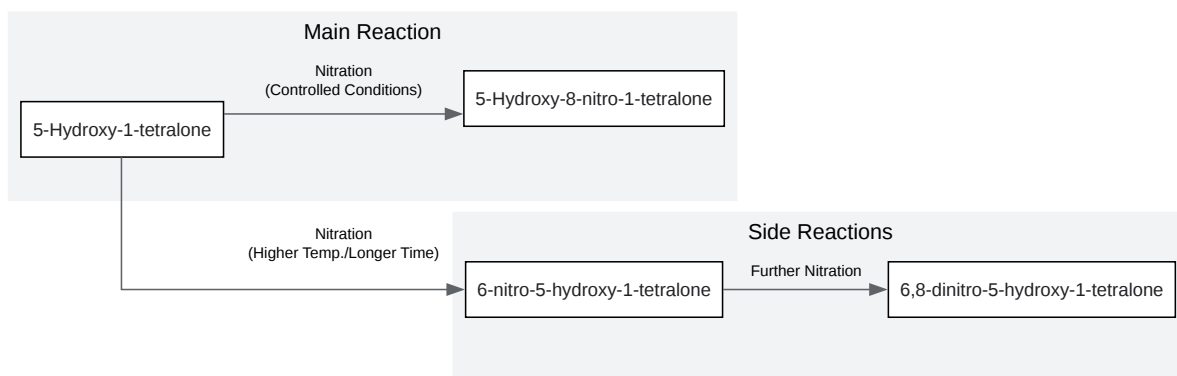 Main Reaction
Nitration
(Controlled Conditions)
5-Hydroxy-8-nitro-1-tetralone
5-Hydroxy-1-tetralone
Nitration
(Higher Temp./Longer Time)
Side Reactions
6-nitro-5-hydroxy-1-tetralone
Further Nitration
6,8-dinitro-5-hydroxy-1-tetralone